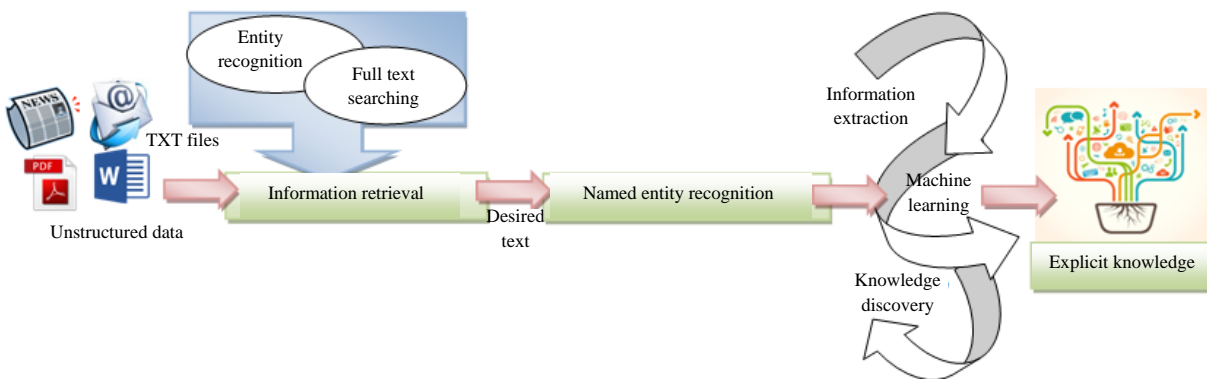 Entity
recognition
Full text
searching
NEWS
@
TXT files
PDF
W
Unstructured data
Information retrieval
Desired
text
Named entity recognition
Information
extraction
Machine
learning
Knowledge
discovery
Explicit knowledge